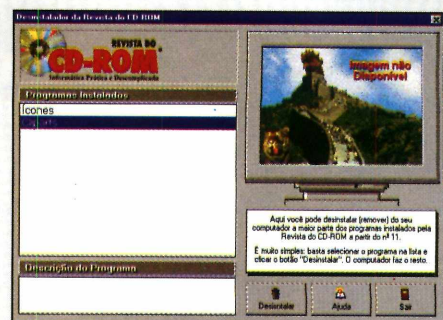 Desinstalador da Revista do CD-ROM
REVISTA DO
CD-ROM
Informática Prática e Descomplicada
Programas Instalados
Ícones
Descrição do Programa
Imagem não
Disponível
Aqui você pode desinstalar (remover) do seu
computador a maior parte dos programas instalados pela
Revista do CD-ROM a partir do nº 11.
É muito simples: basta selecionar o programa na lista e
clicar o botão "Desinstalar". O computador faz o resto.
Desinstalar
Ajuda
Sair